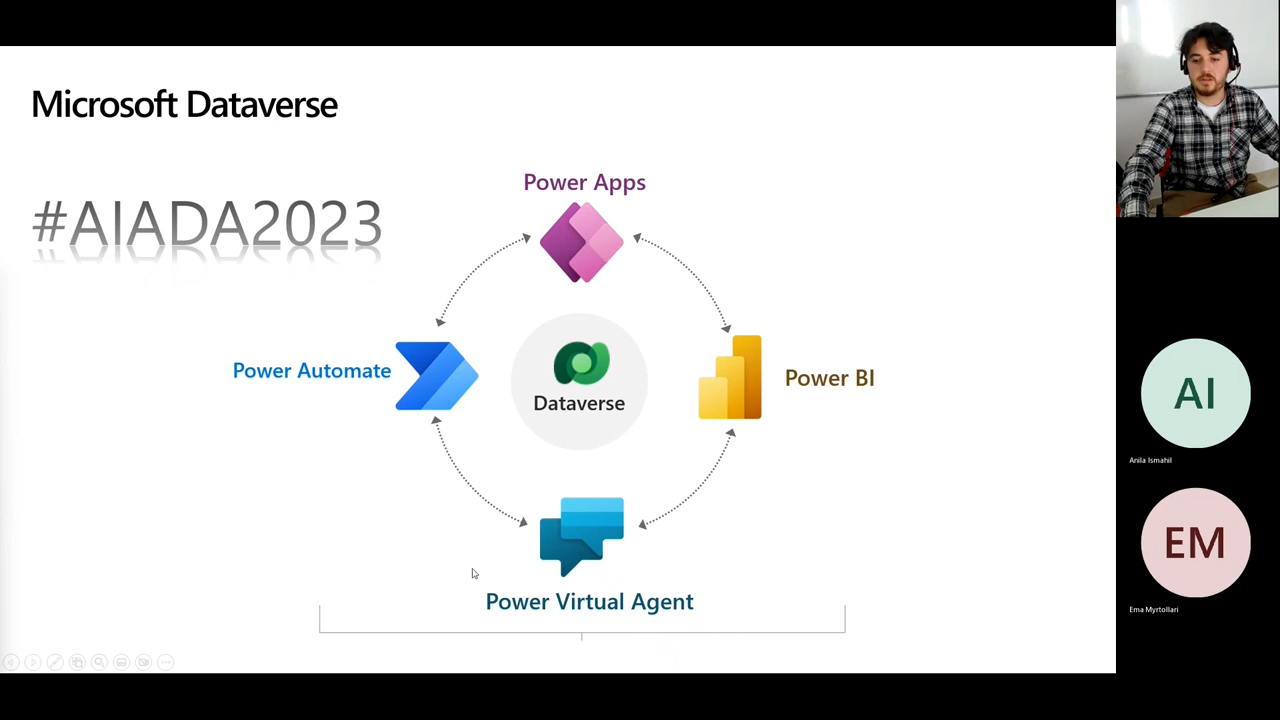 Microsoft Dataverse
#AIADA2023
Power Apps
Power Automate
Dataverse
Power BI
Power Virtual Agent
AI
Anila Ismahil
EM
Ema Myrtollari